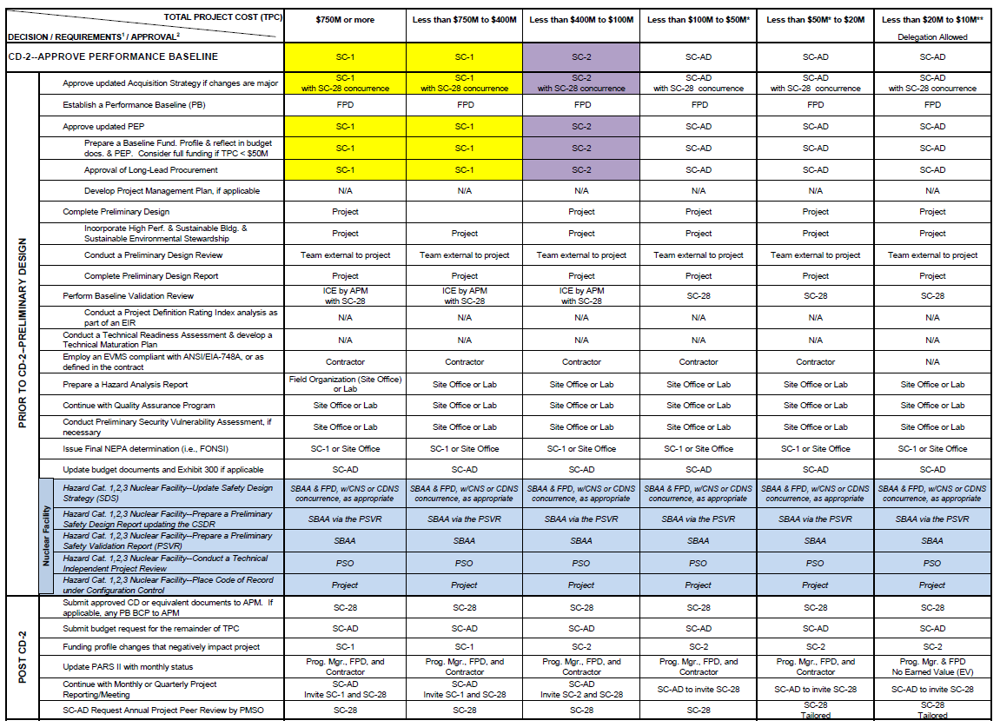 TOTAL PROJECT COST (TPC)
DECISION / REQUIREMENTS¹ / APPROVAL²
$750M or more
Less than $750M to $400M
Less than $400M to $100M
Less than $100M to $50M*
Less than $50M* to $20M
Less than $20M to $10M**
Delegation Allowed
CD-2--APPROVE PERFORMANCE BASELINE
SC-1
SC-1
SC-2
SC-AD
SC-AD
SC-AD
PRIOR TO CD-2--PRELIMINARY DESIGN
Approve updated Acquisition Strategy if changes are major
SC-1
with SC-28 concurrence
SC-1
with SC-28 concurrence
SC-2
with SC-28 concurrence
SC-AD
with SC-28 concurrence
SC-AD
with SC-28 concurrence
SC-AD
with SC-28 concurrence
Establish a Performance Baseline (PB)
FPD
FPD
FPD
FPD
FPD
FPD
Approve updated PEP
SC-1
SC-1
SC-2
SC-AD
SC-AD
SC-AD
Prepare a Baseline Fund. Profile & reflect in budget
docs. & PEP. Consider full funding if TPC < $50M
SC-1
SC-1
SC-2
SC-AD
SC-AD
SC-AD
Approval of Long-Lead Procurement
SC-1
SC-1
SC-2
SC-AD
SC-AD
SC-AD
Develop Project Management Plan, if applicable
N/A
N/A
N/A
N/A
N/A
N/A
Complete Preliminary Design
Project
Project
Project
Project
Project
Incorporate High Perf. & Sustainable Bldg. &
Sustainable Environmental Stewardship
Project
Project
Project
Project
Project
Project
Conduct a Preliminary Design Review
Team external to project
Team external to project
Team external to project
Team external to project
Team external to project
Team external to project
Complete Preliminary Design Report
Project
Project
Project
Project
Project
Project
Perform Baseline Validation Review
ICE by APM
with SC-28
ICE by APM
with SC-28
ICE by APM
with SC-28
SC-28
SC-28
SC-28
Conduct a Project Definition Rating Index analysis as
part of an EIR
N/A
N/A
N/A
N/A
N/A
N/A
Conduct a Technical Readiness Assessment & develop a
Technical Maturation Plan
N/A
N/A
N/A
N/A
N/A
N/A
Employ an EVMS compliant with ANSI/EIA-748A, or as
defined in the contract
Contractor
Contractor
Contractor
Contractor
Contractor
N/A
Prepare a Hazard Analysis Report
Field Organization (Site Office)
or Lab
Site Office or Lab
Site Office or Lab
Site Office or Lab
Site Office or Lab
Site Office or Lab
Continue with Quality Assurance Program
Site Office or Lab
Site Office or Lab
Site Office or Lab
Site Office or Lab
Site Office or Lab
Site Office or Lab
Conduct Preliminary Security Vulnerability Assessment, if
necessary
Site Office or Lab
Site Office or Lab
Site Office or Lab
Site Office or Lab
Site Office or Lab
Site Office or Lab
Issue Final NEPA determination (i.e., FONSI)
SC-1 or Site Office
SC-1 or Site Office
SC-1 or Site Office
SC-1 or Site Office
SC-1 or Site Office
SC-1 or Site Office
Update budget documents and Exhibit 300 if applicable
SC-AD
SC-AD
SC-AD
SC-AD
SC-AD
SC-AD
Nuclear Facility
Hazard Cat. 1,2,3 Nuclear Facility--Update Safety Design
Strategy (SDS)
SBAA & FPD, w/CNS or CDNS
concurrence, as appropriate
SBAA & FPD, w/CNS or CDNS
concurrence, as appropriate
SBAA & FPD, w/CNS or CDNS
concurrence, as appropriate
SBAA & FPD, w/CNS or CDNS
concurrence, as appropriate
SBAA & FPD, w/CNS or CDNS
concurrence, as appropriate
SBAA & FPD, w/CNS or CDNS
concurrence, as appropriate
Hazard Cat. 1,2,3 Nuclear Facility--Prepare a Preliminary
Safety Design Report updating the CSDR
SBAA via the PSVR
SBAA via the PSVR
SBAA via the PSVR
SBAA via the PSVR
SBAA via the PSVR
SBAA via the PSVR
Hazard Cat. 1,2,3 Nuclear Facility--Prepare a Preliminary
Safety Validation Report (PSVR)
SBAA
SBAA
SBAA
SBAA
SBAA
SBAA
Hazard Cat. 1,2,3 Nuclear Facility--Conduct a Technical
Independent Project Review
PSO
PSO
PSO
PSO
PSO
PSO
Hazard Cat. 1,2,3 Nuclear Facility--Place Code of Record
under Configuration Control
Project
Project
Project
Project
Project
Project
POST CD-2
Submit approved CD or equivalent documents to APM. If
applicable, any PB BCP to APM
SC-28
SC-28
SC-28
SC-28
SC-28
SC-28
Submit budget request for the remainder of TPC
SC-AD
SC-AD
SC-AD
SC-AD
SC-AD
SC-AD
Funding profile changes that negatively impact project
SC-1
SC-1
SC-2
SC-2
SC-2
SC-2
Update PARS II with monthly status
Prog. Mgr., FPD, and
Contractor
Prog. Mgr., FPD, and
Contractor
Prog. Mgr., FPD, and
Contractor
Prog. Mgr., FPD, and
Contractor
Prog. Mgr., FPD, and
Contractor
Prog. Mgr. & FPD
No Earned Value (EV)
Continue with Monthly or Quarterly Project
Reporting/Meeting
SC-AD
Invite SC-1 and SC-28
SC-AD
Invite SC-1 and SC-28
SC-AD
Invite SC-2 and SC-28
SC-AD to invite SC-28
SC-AD to invite SC-28
SC-AD to invite SC-28
SC-AD Request Annual Project Peer Review by PMSO
SC-28
SC-28
SC-28
SC-28
SC-28
Tailored
SC-28
Tailored